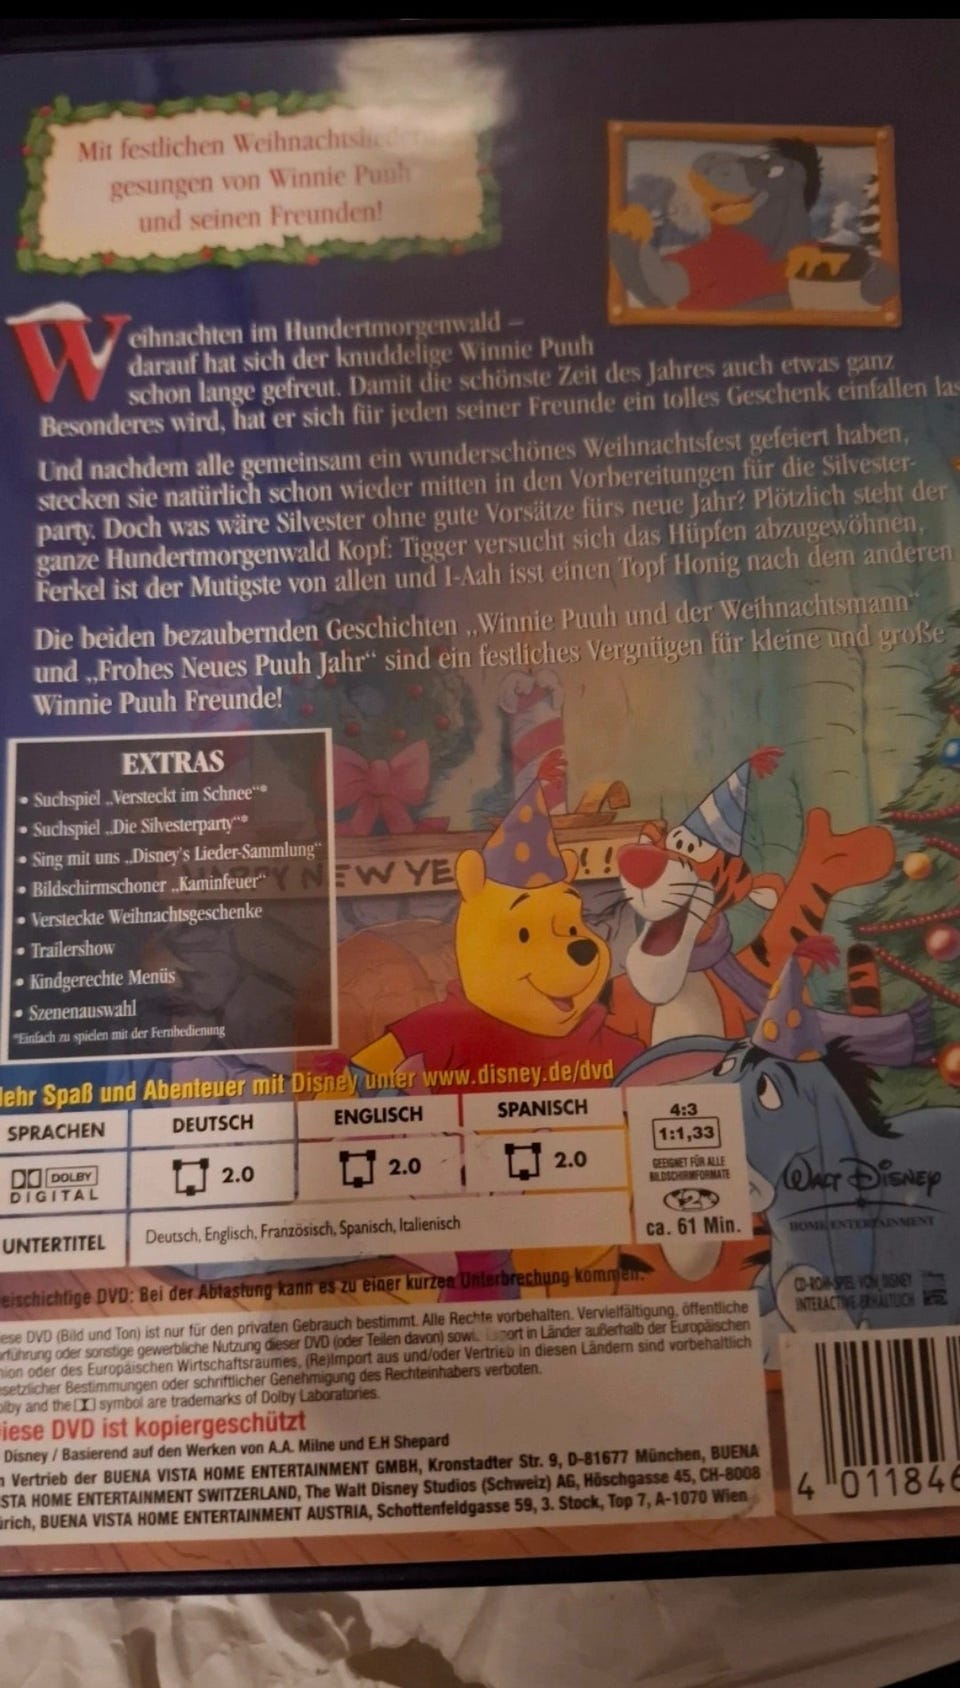 Mit festlichen Weihnachtslieder
gesungen von Winnie Puuh
und seinen Freunden!
Weihnachten im Hundertmorgenwald –
darauf hat sich der knuddelige Winnie Puuh
schon lange gefreut. Damit die schönste Zeit des Jahres auch etwas ganz
Besonderes wird, hat er sich für jeden seiner Freunde ein tolles Geschenk einfallen las
Und nachdem alle gemeinsam ein wunderschönes Weihnachtsfest gefeiert haben,
stecken sie natürlich schon wieder mitten in den Vorbereitungen für die Silvester-
party. Doch was wäre Silvester ohne gute Vorsätze fürs neue Jahr? Plötzlich steht der
ganze Hundertmorgenwald Kopf: Tigger versucht sich das Hüpfen abzugewöhnen,
Ferkel ist der Mutigste von allen und I-Aah isst einen Topf Honig nach dem anderen
Die beiden bezaubernden Geschichten „Winnie Puuh und der Weihnachtsmann“
und „Frohes Neues Puuh Jahr“ sind ein festliches Vergnügen für kleine und große
Winnie Puuh Freunde!
EXTRAS
• Suchspiel „Versteckt im Schnee“*
• Suchspiel „Die Silvesterparty“*
• Sing mit uns „Disney's Lieder-Sammlung“
• Bildschirmschoner „Kaminfeuer“
• Versteckte Weihnachtsgeschenke
• Trailershow
• Kindgerechte Menüs
• Szenenauswahl
*Einfach zu spielen mit der Fernbedienung
PY NEW YE !!
ehr Spaß und Abenteuer mit Disney unter www.disney.de/dvd
SPRACHEN DEUTSCH ENGLISCH SPANISCH
DOLBY DIGITAL 2.0 2.0 2.0
UNTERTITEL Deutsch, Englisch, Französisch, Spanisch, Italienisch
4:3
1:1,33
GEEIGNET FÜR ALLE
BILDSCHIRMFORMATE
2
ca. 61 Min.
WALT DISNEY
HOME ENTERTAINMENT
CD-ROM-SPIEL VON DISNEY
INTERACTIVE ERHÄLTLICH
eischichtige DVD: Bei der Abtastung kann es zu einer kurzen Unterbrechung kommen.
ese DVD (Bild und Ton) ist nur für den privaten Gebrauch bestimmt. Alle Rechte vorbehalten. Vervielfältigung, öffentliche
rführung oder sonstige gewerbliche Nutzung dieser DVD (oder Teilen davon) sowi port in Länder außerhalb der Europäischen
nion oder des Europäischen Wirtschaftsraumes, (Re)Import aus und/oder Vertrieb in diesen Ländern sind vorbehaltlich
esetzlicher Bestimmungen oder schriftlicher Genehmigung des Rechteinhabers verboten.
olby and the symbol are trademarks of Dolby Laboratories.
iese DVD ist kopiergeschützt
Disney / Basierend auf den Werken von A.A. Milne und E.H Shepard
n Vertrieb der BUENA VISTA HOME ENTERTAINMENT GMBH, Kronstadter Str. 9, D-81677 München, BUENA
STA HOME ENTERTAINMENT SWITZERLAND, The Walt Disney Studios (Schweiz) AG, Höschgasse 45, CH-8008
ürich, BUENA VISTA HOME ENTERTAINMENT AUSTRIA, Schottenfeldgasse 59, 3. Stock, Top 7, A-1070 Wien
4 011846